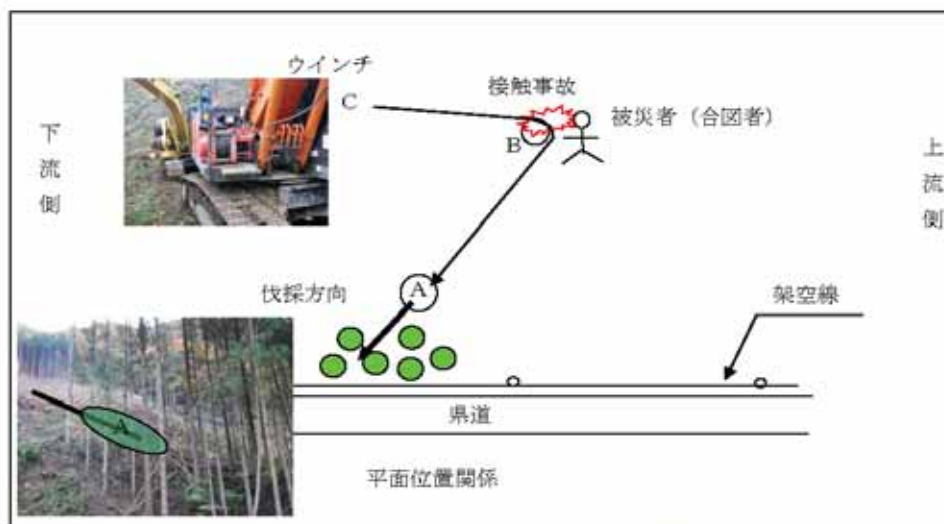 ウインチ
C
接触事故
B
被災者（合図者）
下流側
上流側
A
伐採方向
架空線
A
県道
平面位置関係